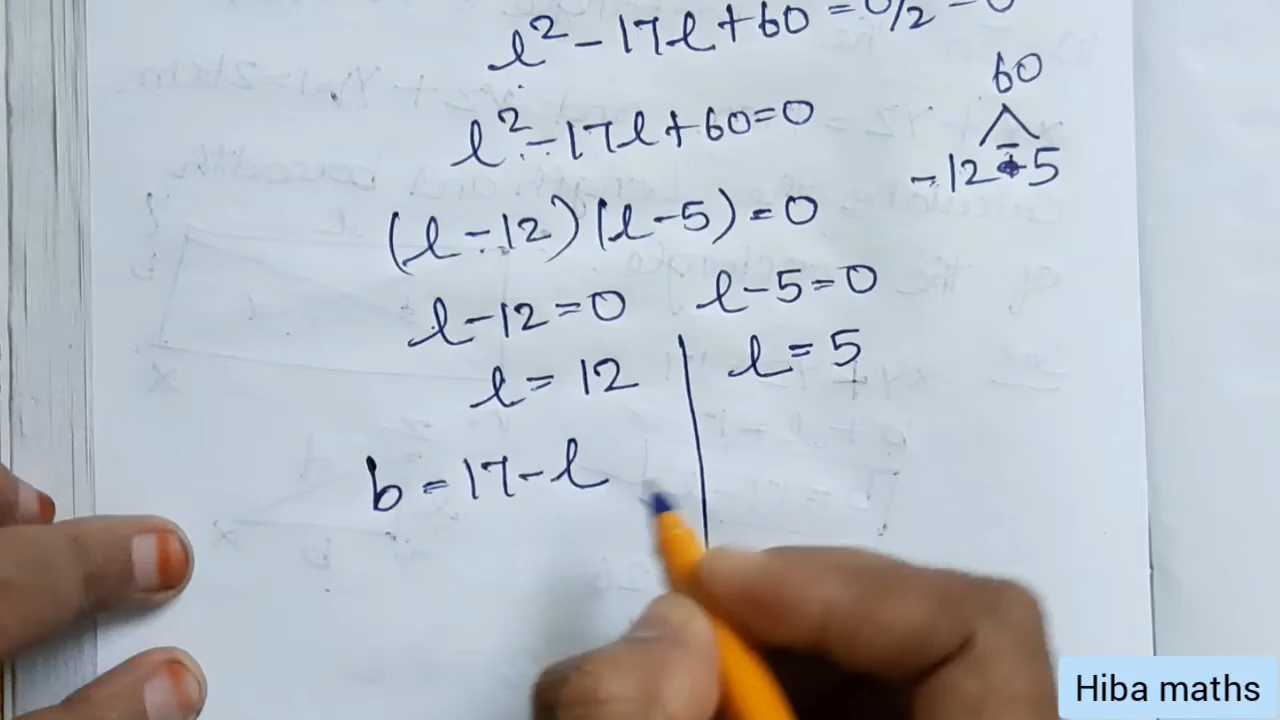 l² - 17l + 60 = 0/2 = 0
60
l² - 17l + 60 = 0
-12 -5
(l - 12)(l - 5) = 0
l - 12 = 0 l - 5 = 0
l = 12 l = 5
b = 17 - l
Hiba maths